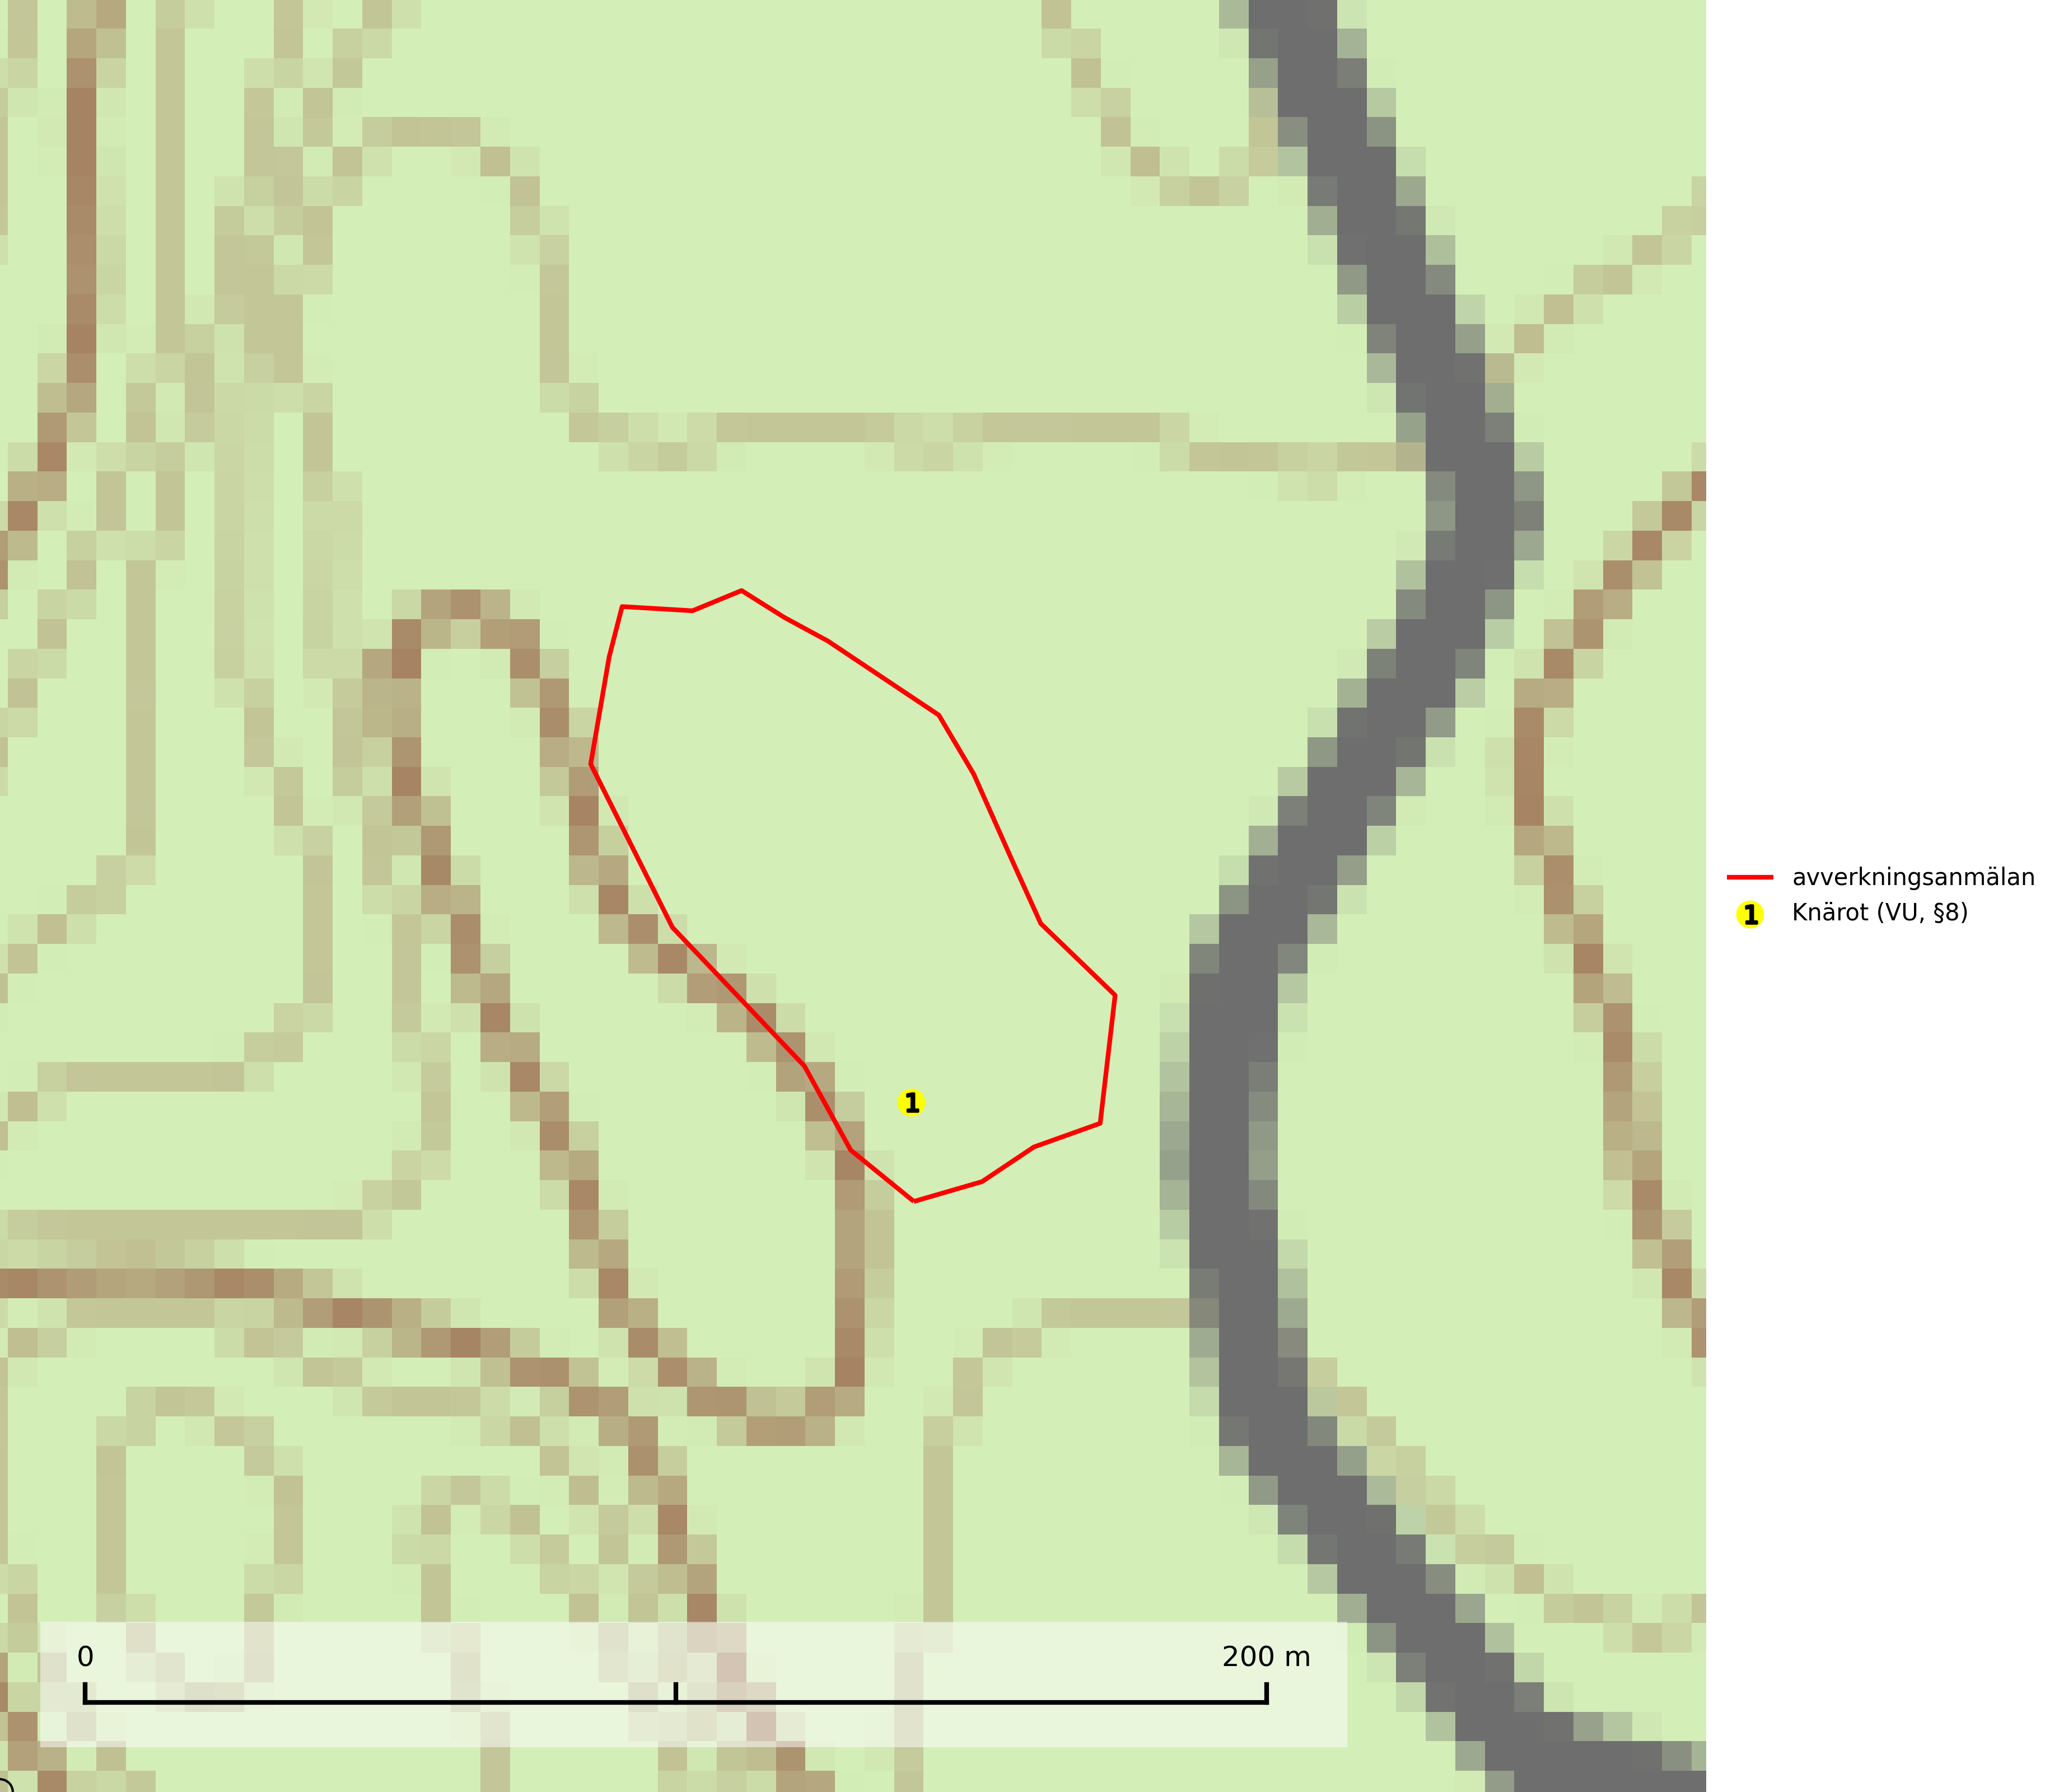 avverkningsanmälan
1 Knärot (VU, §8)
1
0 200 m